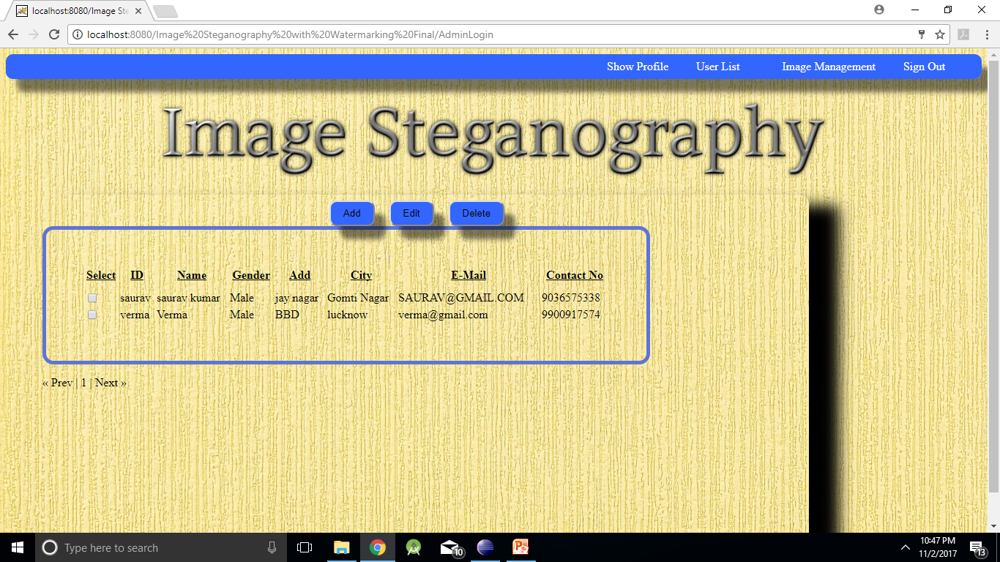 localhost:8080/Image Ste
localhost:8080/Image%20Steganography%20with%20Watermarking%20Final/AdminLogin
Show Profile User List Image Management Sign Out
Image Steganography
Add Edit Delete
Select ID Name Gender Add City E-Mail Contact No
saurav saurav kumar Male jay nagar Gomti Nagar SAURAV@GMAIL.COM 9036575338
verma Verma Male BBD lucknow verma@gmail.com 9900917574
« Prev | 1 | Next »
Type here to search
10
10:47 PM
11/2/2017
13